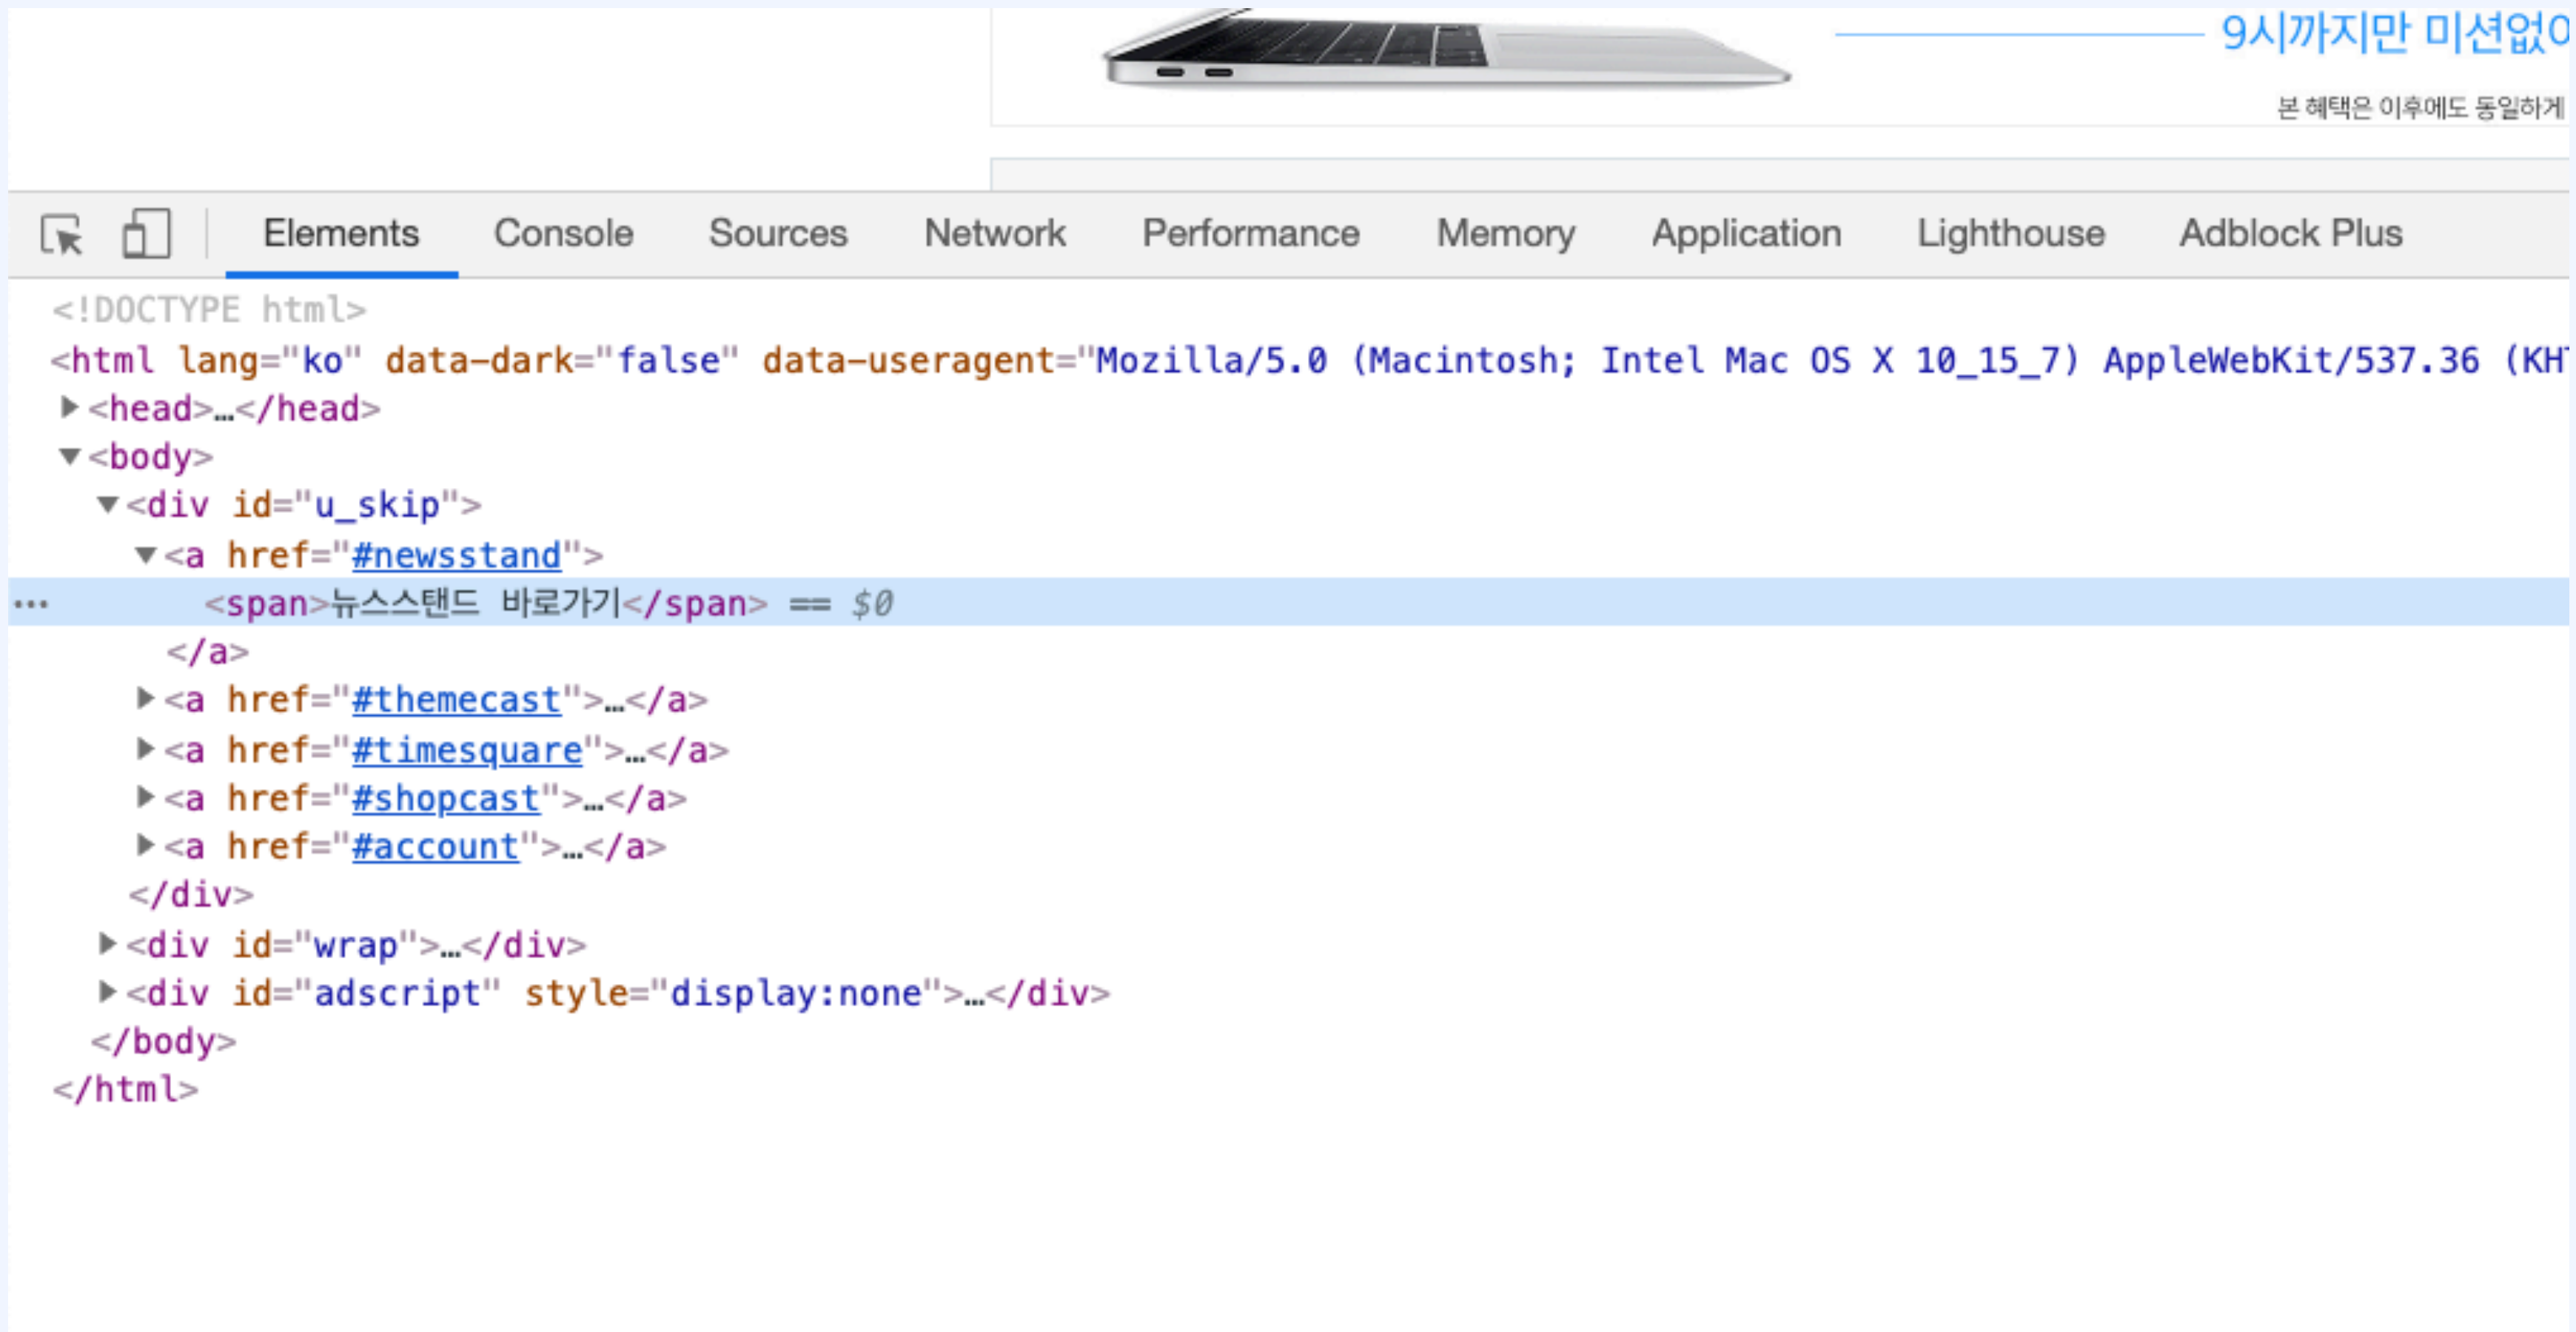 9시까지만 미션없이
본 혜택은 이후에도 동일하게
Elements Console Sources Network Performance Memory Application Lighthouse Adblock Plus
<!DOCTYPE html>
<html lang="ko" data-dark="false" data-useragent="Mozilla/5.0 (Macintosh; Intel Mac OS X 10_15_7) AppleWebKit/537.36 (KHT
▶<head>…</head>
▼<body>
▼<div id="u_skip">
▼<a href="#newsstand">
… <span>뉴스스탠드 바로가기</span> == $0
</a>
▶<a href="#themecast">…</a>
▶<a href="#timesquare">…</a>
▶<a href="#shopcast">…</a>
▶<a href="#account">…</a>
</div>
▶<div id="wrap">…</div>
▶<div id="adscript" style="display:none">…</div>
</body>
</html>